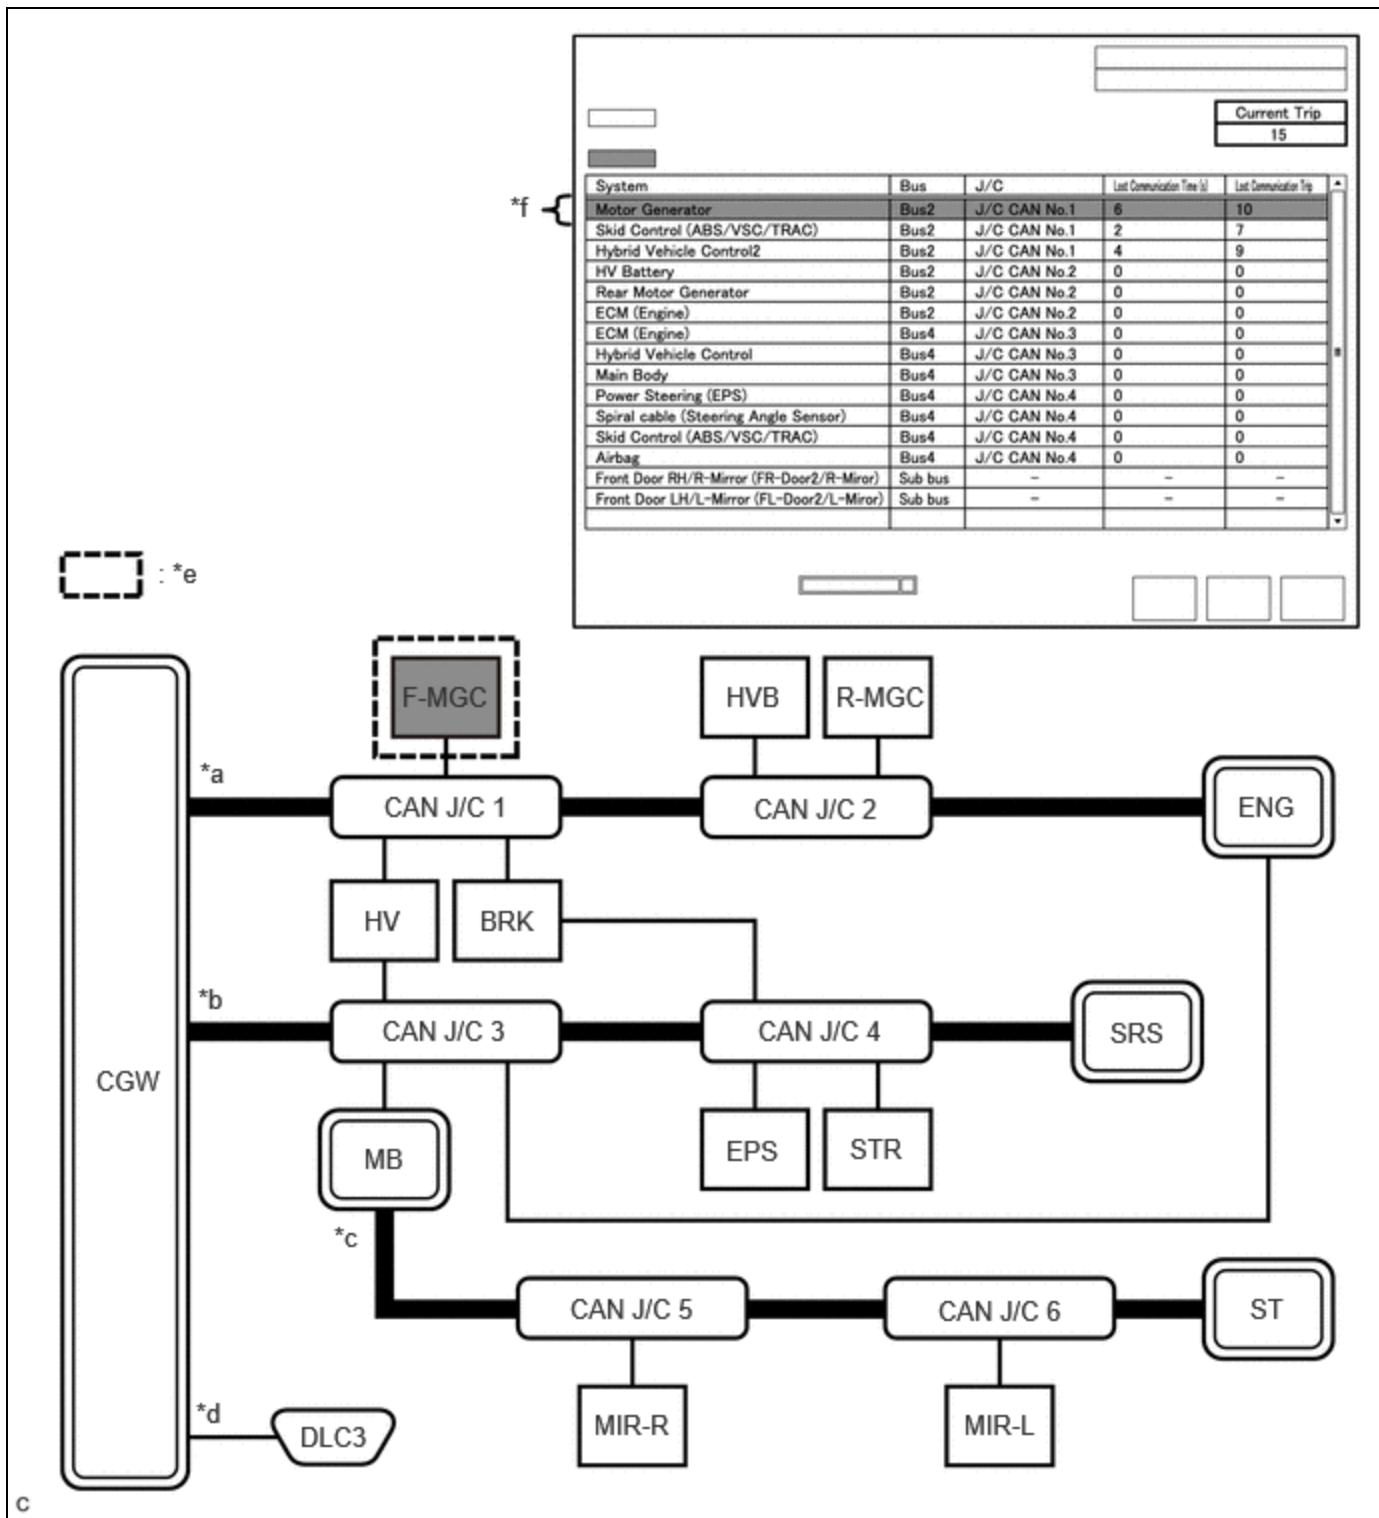 Current Trip
15
System Bus J/C Lost Communication Time (s) Lost Communication Trip
*f
Motor Generator Bus2 J/C CAN No.1 6 10
Skid Control (ABS/VSC/TRAC) Bus2 J/C CAN No.1 2 7
Hybrid Vehicle Control2 Bus2 J/C CAN No.1 4 9
HV Battery Bus2 J/C CAN No.2 0 0
Rear Motor Generator Bus2 J/C CAN No.2 0 0
ECM (Engine) Bus2 J/C CAN No.2 0 0
ECM (Engine) Bus4 J/C CAN No.3 0 0
Hybrid Vehicle Control Bus4 J/C CAN No.3 0 0
Main Body Bus4 J/C CAN No.3 0 0
Power Steering (EPS) Bus4 J/C CAN No.4 0 0
Spiral cable (Steering Angle Sensor) Bus4 J/C CAN No.4 0 0
Skid Control (ABS/VSC/TRAC) Bus4 J/C CAN No.4 0 0
Airbag Bus4 J/C CAN No.4 0 0
Front Door RH/R-Mirror (FR-Door2/R-Miror) Sub bus - - -
Front Door LH/L-Mirror (FL-Door2/L-Miror) Sub bus - - -
: *e
F-MGC HVB R-MGC
*a
CAN J/C 1 CAN J/C 2 ENG
HV BRK
*b
CAN J/C 3 CAN J/C 4 SRS
CGW
MB EPS STR
*c
CAN J/C 5 CAN J/C 6 ST
*d
DLC3 MIR-R MIR-L
c